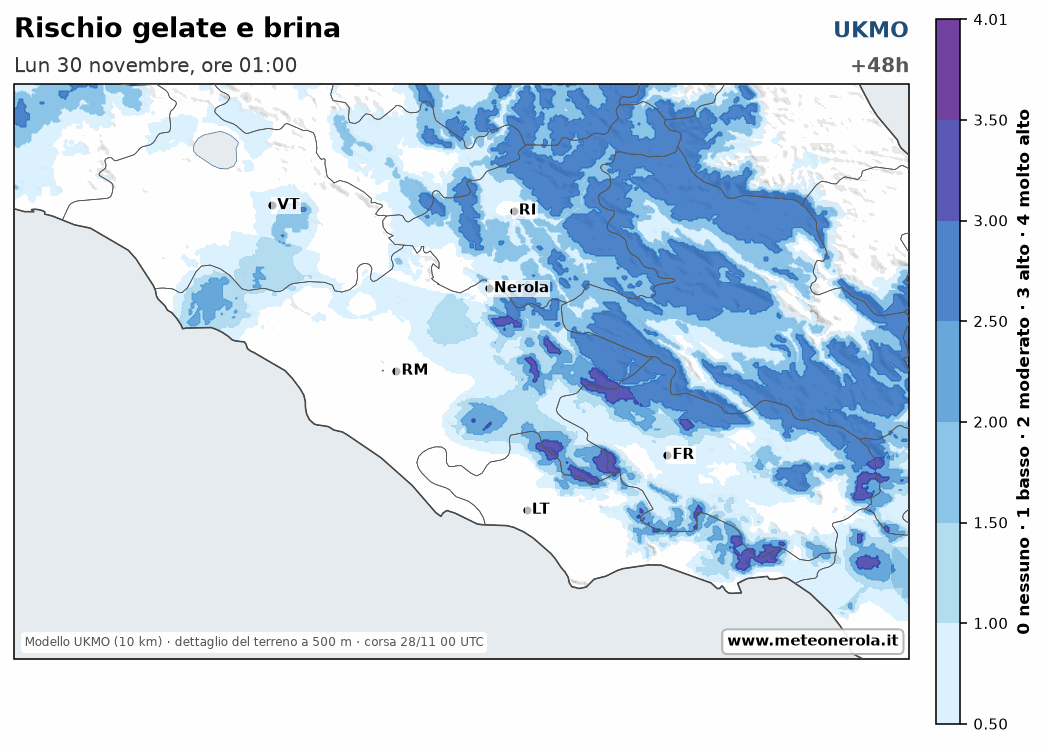 Rischio gelate e brina
UKMO
Lun 30 novembre, ore 01:00
+48h
VT
RI
Nerola
RM
FR
LT
Modello UKMO (10 km) · dettaglio del terreno a 500 m · corsa 28/11 00 UTC
www.meteonerola.it
4.01
3.50
3.00
2.50
2.00
1.50
1.00
0.50
0 nessuno · 1 basso · 2 moderato · 3 alto · 4 molto alto